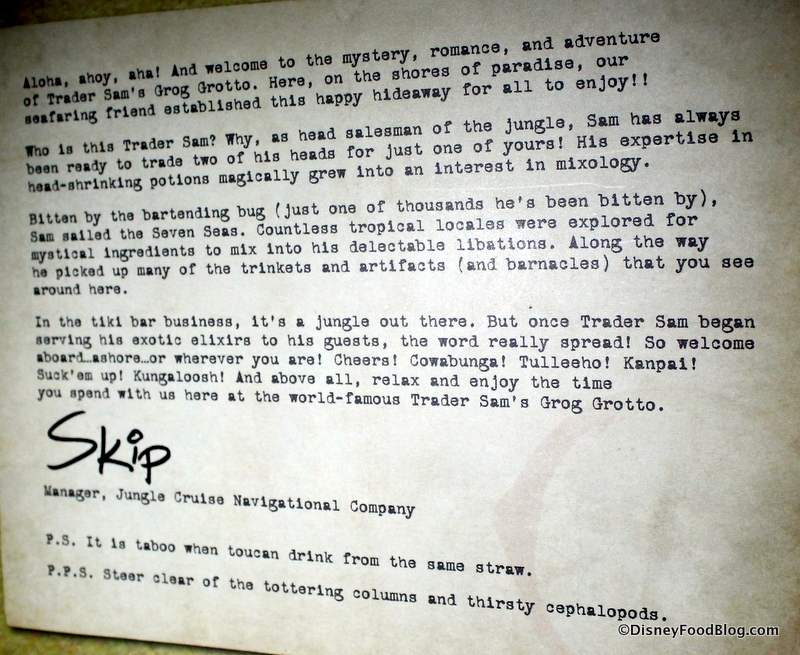 Aloha, ahoy, aha! And welcome to the mystery, romance, and adventure
of Trader Sam's Grog Grotto. Here, on the shores of paradise, our
seafaring friend established this happy hideaway for all to enjoy!!
Who is this Trader Sam? Why, as head salesman of the jungle, Sam has always
been ready to trade two of his heads for just one of yours! His expertise in
head-shrinking potions magically grew into an interest in mixology.
Bitten by the bartending bug (just one of thousands he's been bitten by),
Sam sailed the Seven Seas. Countless tropical locales were explored for
mystical ingredients to mix into his delectable libations. Along the way
he picked up many of the trinkets and artifacts (and barnacles) that you see
around here.
In the tiki bar business, it's a jungle out there. But once Trader Sam began
serving his exotic elixirs to his guests, the word really spread! So welcome
aboard…ashore…or wherever you are! Cheers! Cowabunga! Tulleeho! Kanpai!
Suck'em up! Kungaloosh! And above all, relax and enjoy the time
you spend with us here at the world-famous Trader Sam's Grog Grotto.
Skip
Manager, Jungle Cruise Navigational Company
P.S. It is taboo when toucan drink from the same straw.
P.P.S. Steer clear of the tottering columns and thirsty cephalopods.
©DisneyFoodBlog.com